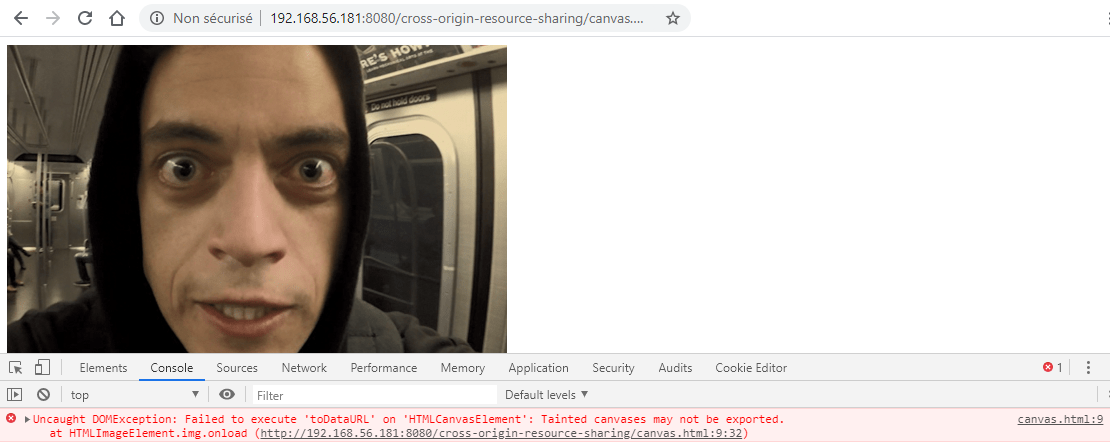 Non sécurisé 192.168.56.181:8080/cross-origin-resource-sharing/canvas....
RE'S HOW
Do not hold doors
Elements Console Sources Network Performance Memory Application Security Audits Cookie Editor 1
top Filter Default levels
Uncaught DOMException: Failed to execute 'toDataURL' on 'HTMLCanvasElement': Tainted canvases may not be exported. canvas.html:9
at HTMLImageElement.img.onload (http://192.168.56.181:8080/cross-origin-resource-sharing/canvas.html:9:32)